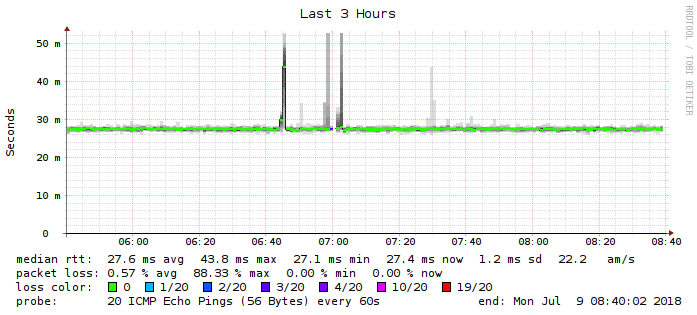 Last 3 Hours
RRDTOOL / TOBI OETIKER
Seconds
50 m
40 m
30 m
20 m
10 m
0
06:00 06:20 06:40 07:00 07:20 07:40 08:00 08:20 08:40
median rtt: 27.6 ms avg 43.8 ms max 27.1 ms min 27.4 ms now 1.2 ms sd 22.2 am/s
packet loss: 0.57 % avg 88.33 % max 0.00 % min 0.00 % now
loss color: 0 1/20 2/20 3/20 4/20 10/20 19/20
probe: 20 ICMP Echo Pings (56 Bytes) every 60s end: Mon Jul 9 08:40:02 2018